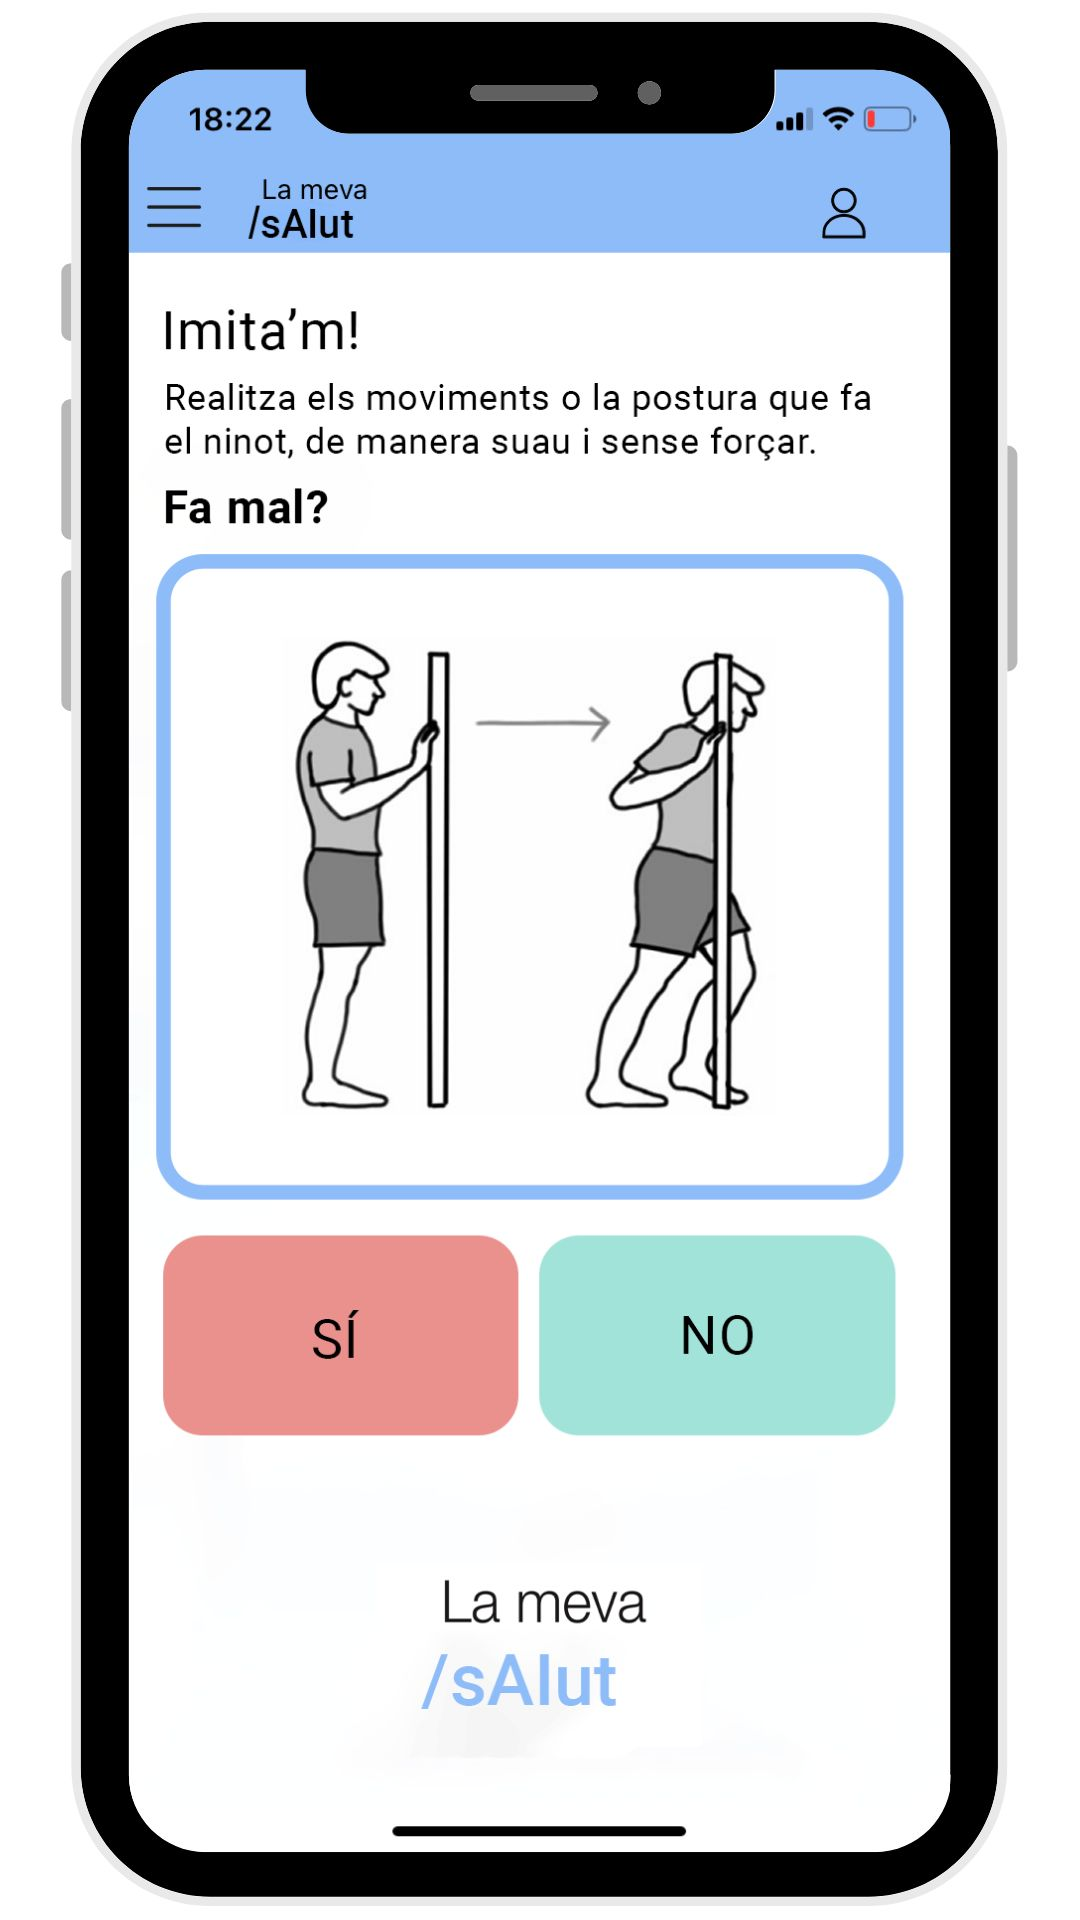 18:22
La meva
/sAlut
Imita’m!
Realitza els moviments o la postura que fa
el ninot, de manera suau i sense forçar.
Fa mal?
SÍ
NO
La meva
/sAlut